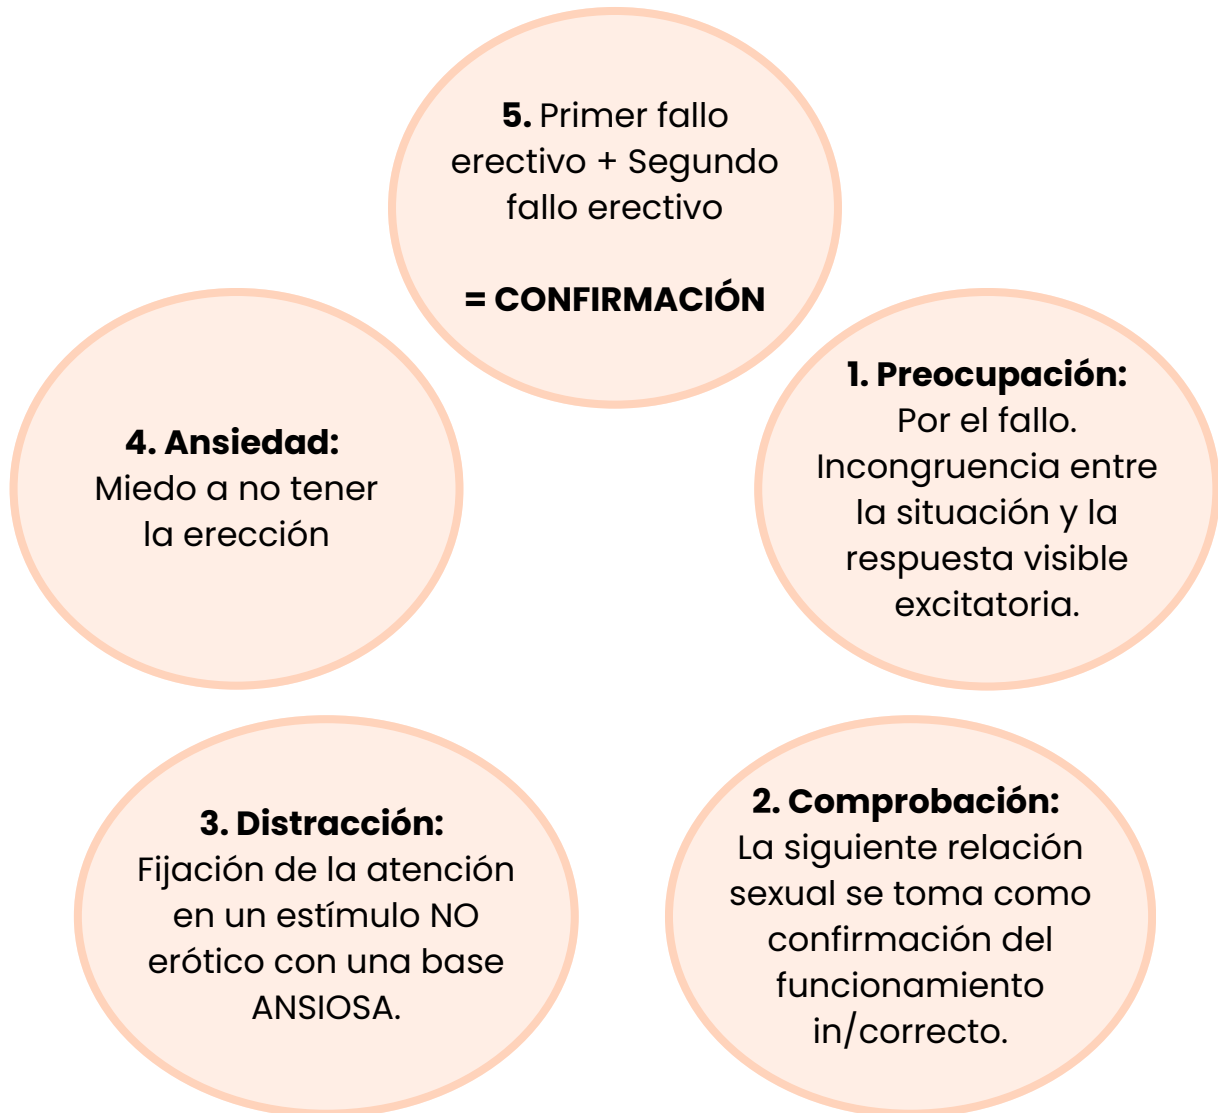 5. Primer fallo
erectivo + Segundo
fallo erectivo
= CONFIRMACIÓN
1. Preocupación:
Por el fallo.
Incongruencia entre
la situación y la
respuesta visible
excitatoria.
2. Comprobación:
La siguiente relación
sexual se toma como
confirmación del
funcionamiento
in/correcto.
3. Distracción:
Fijación de la atención
en un estímulo NO
erótico con una base
ANSIOSA.
4. Ansiedad:
Miedo a no tener
la erección